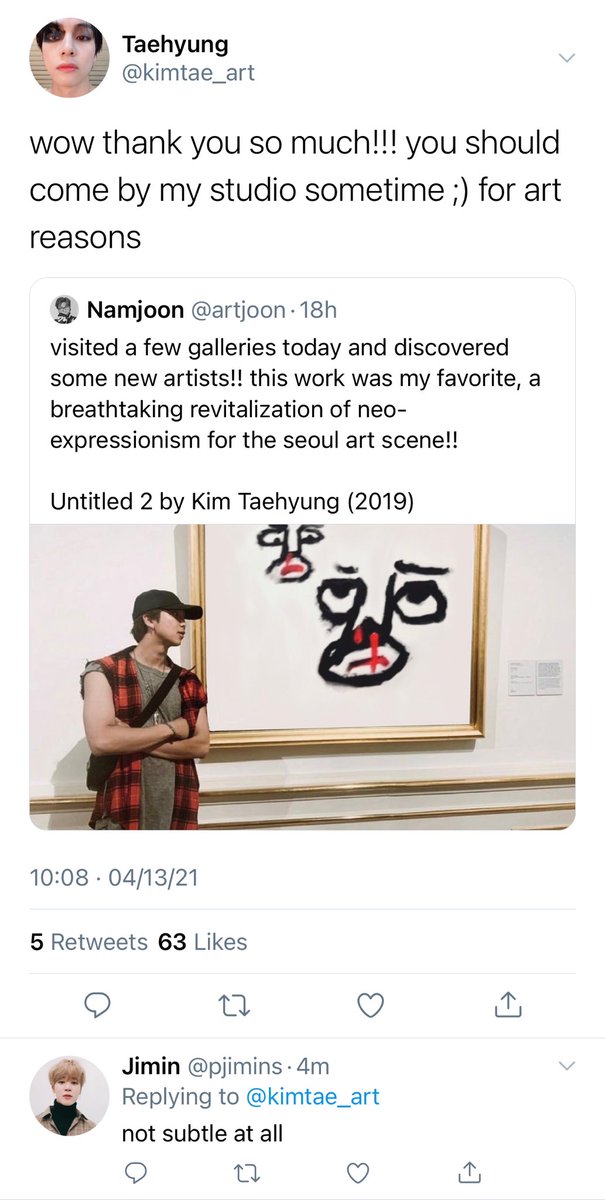 Taehyung
@kimtae_art
wow thank you so much!!! you should
come by my studio sometime ;) for art
reasons
Namjoon @artjoon · 18h
visited a few galleries today and discovered
some new artists!! this work was my favorite, a
breathtaking revitalization of neo-
expressionism for the seoul art scene!!
Untitled 2 by Kim Taehyung (2019)
10:08 · 04/13/21
5 Retweets 63 Likes
Jimin @pjimins · 4m
Replying to @kimtae_art
not subtle at all